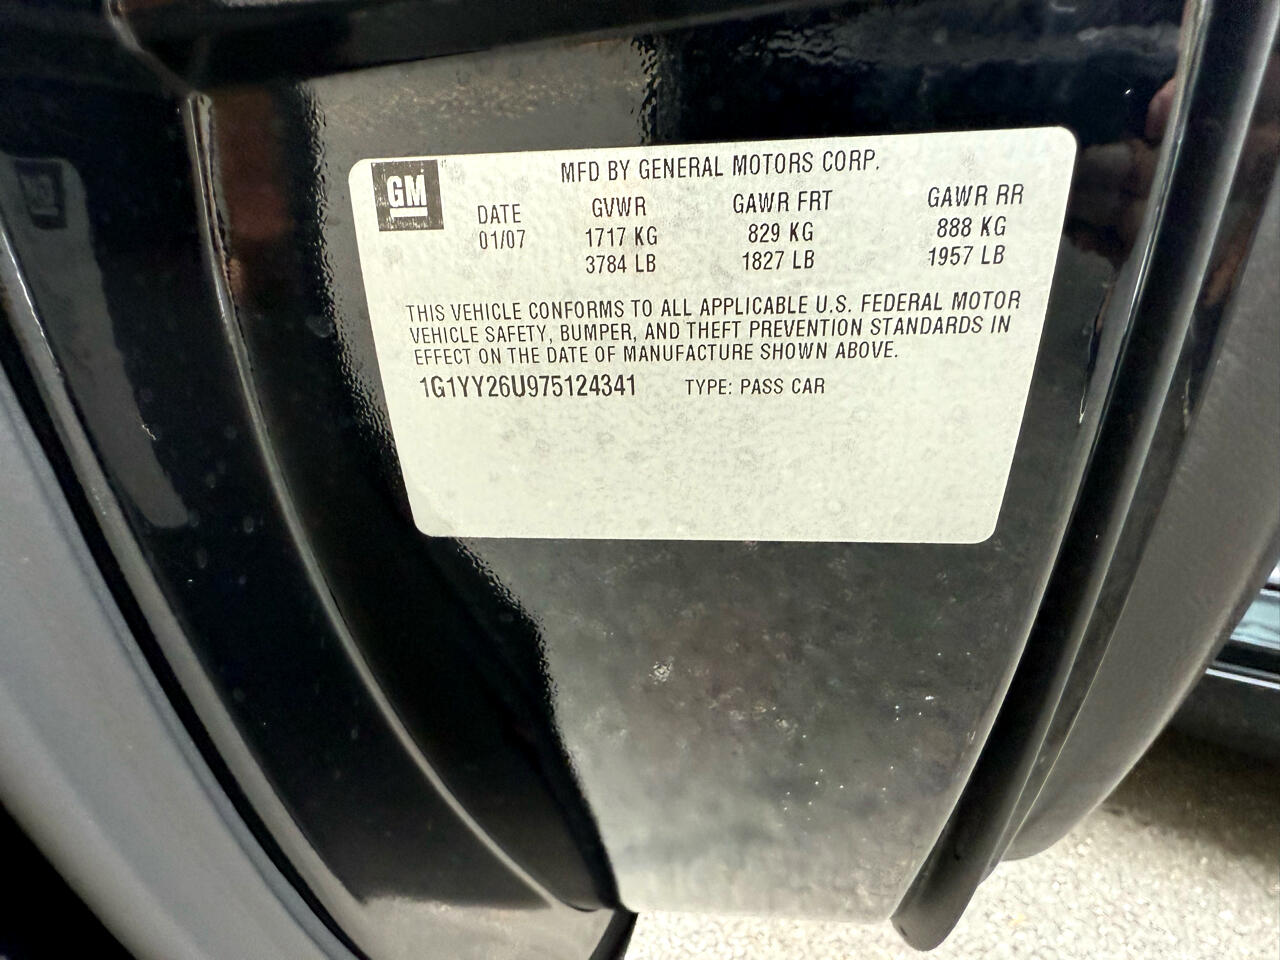 GM
MFD BY GENERAL MOTORS CORP.
DATE GVWR GAWR FRT GAWR RR
01/07 1717 KG 829 KG 888 KG
3784 LB 1827 LB 1957 LB
THIS VEHICLE CONFORMS TO ALL APPLICABLE U.S. FEDERAL MOTOR
VEHICLE SAFETY, BUMPER, AND THEFT PREVENTION STANDARDS IN
EFFECT ON THE DATE OF MANUFACTURE SHOWN ABOVE.
1G1YY26U975124341 TYPE: PASS CAR